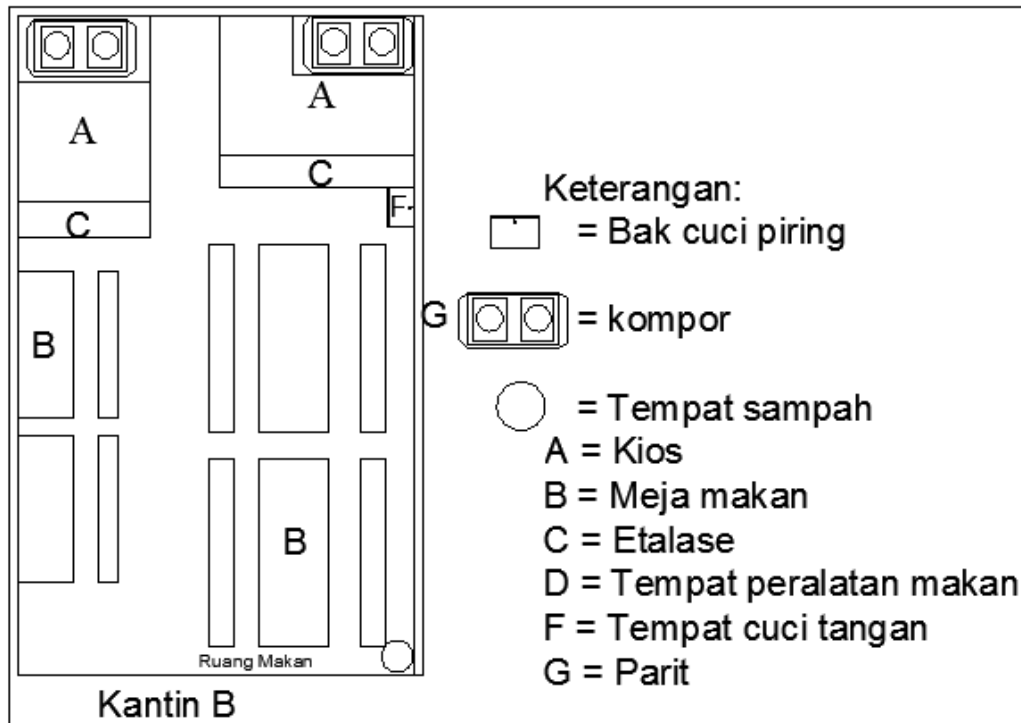 A
A
C
C
F
B
G
B
Ruang Makan
Kantin B
Keterangan:
= Bak cuci piring
= kompor
= Tempat sampah
A = Kios
B = Meja makan
C = Etalase
D = Tempat peralatan makan
F = Tempat cuci tangan
G = Parit